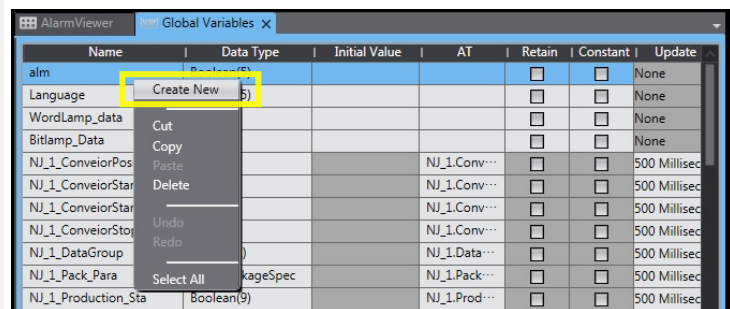 AlarmViewer Global Variables
Name Data Type Initial Value AT Retain Constant Update
alm Boolean(5) None
Language 5) None
WordLamp_data None
Bitlamp_Data None
NJ_1_ConveiorPos NJ_1.Conv··· 500 Millisec
NJ_1_ConveiorStar NJ_1.Conv··· 500 Millisec
NJ_1_ConveiorStar NJ_1.Conv··· 500 Millisec
NJ_1_ConveiorStop NJ_1.Conv··· 500 Millisec
NJ_1_DataGroup ) NJ_1.Data··· 500 Millisec
NJ_1_Pack_Para kageSpec NJ_1.Pack··· 500 Millisec
NJ_1_Production_Sta Boolean(9) NJ_1.Prod··· 500 Millisec
Create New
Cut
Copy
Paste
Delete
Undo
Redo
Select All